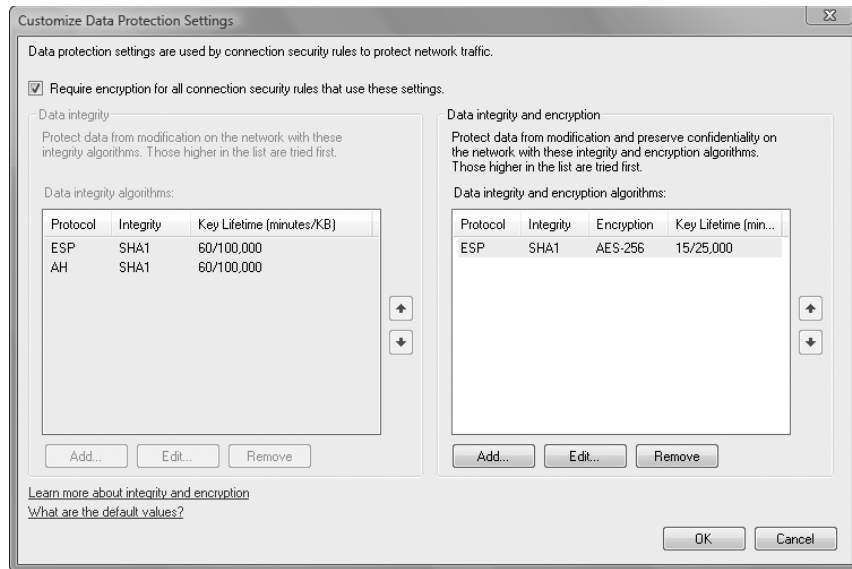 Customize Data Protection Settings
Data protection settings are used by connection security rules to protect network traffic.
Require encryption for all connection security rules that use these settings.
Data integrity
Protect data from modification on the network with these
integrity algorithms. Those higher in the list are tried first.
Data integrity algorithms:
Protocol Integrity Key Lifetime (minutes/KB)
ESP SHA1 60/100,000
AH SHA1 60/100,000
Add... Edit... Remove
Data integrity and encryption
Protect data from modification and preserve confidentiality on
the network with these integrity and encryption algorithms.
Those higher in the list are tried first.
Data integrity and encryption algorithms:
Protocol Integrity Encryption Key Lifetime (min...
ESP SHA1 AES-256 15/25,000
Add... Edit... Remove
Learn more about integrity and encryption
What are the default values?
OK Cancel